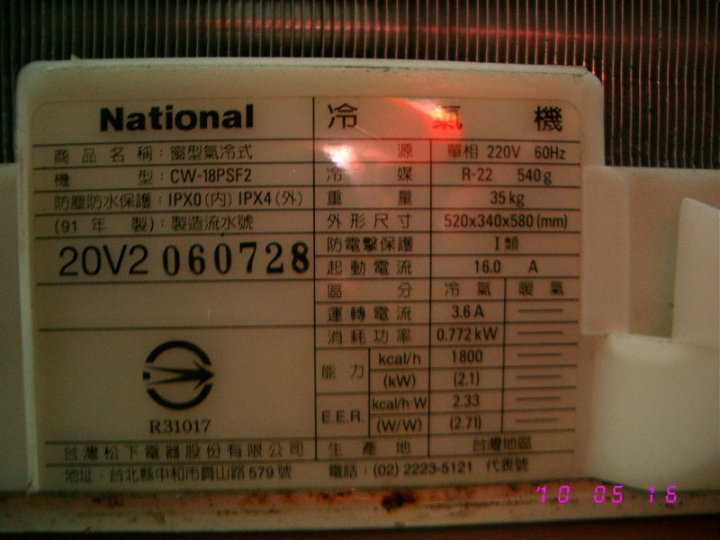 National
冷氣機
商品名稱：窗型氣冷式
機型：CW-18PSF2
防塵防水保護：IPX0(內) IPX4(外)
(91年製)：製造流水號
20V2 060728
R31017
電源 單相 220V 60Hz
冷媒 R-22 540g
重量 35kg
外形尺寸 520x340x580(mm)
防電擊保護 I類
起動電流 16.0 A
區分 冷氣 暖氣
運轉電流 3.6A
消耗功率 0.772kW
能力 kcal/h 1800
(kW) (2.1)
E.E.R. kcal/h·W 2.33
(W/W) (2.71)
台灣松下電器股份有限公司 生產地 台灣地區
地址：台北縣中和市員山路579號 電話：(02) 2223-5121 代表號
'10 05 16